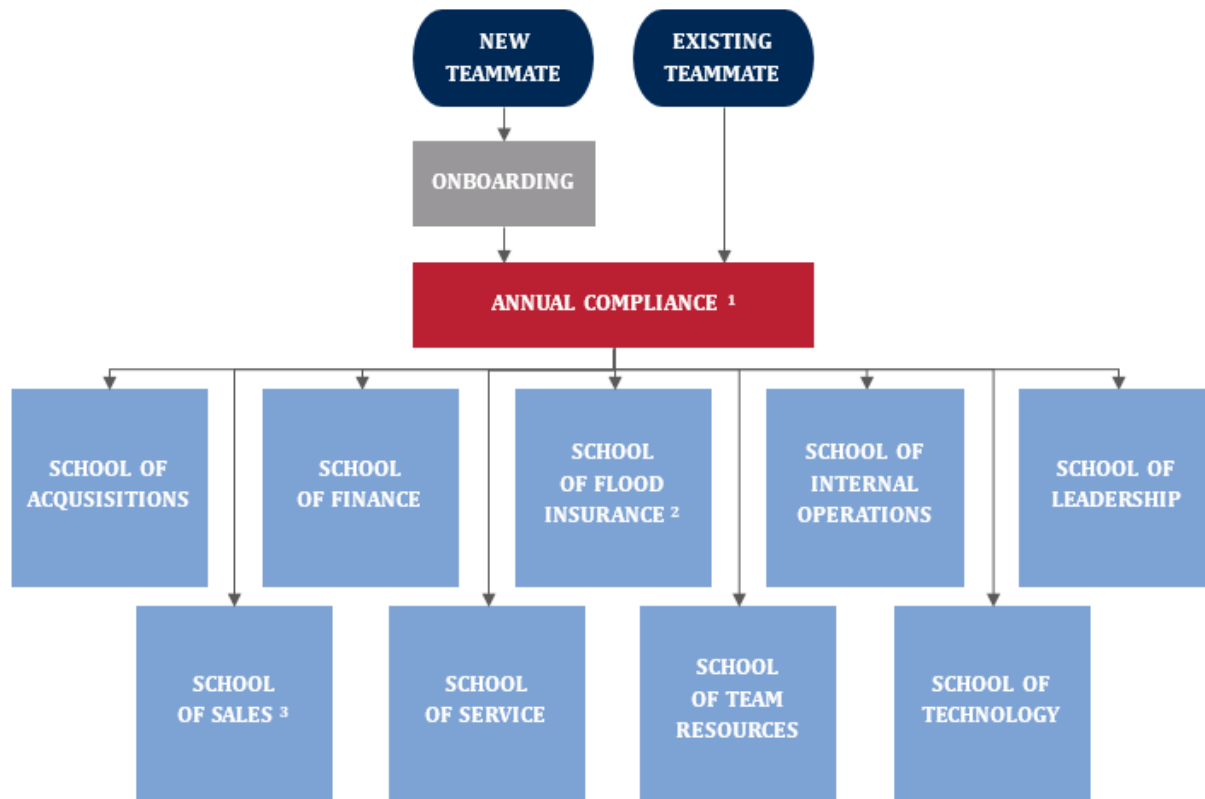 NEW
TEAMMATE
EXISTING
TEAMMATE
ONBOARDING
ANNUAL COMPLIANCE ¹
SCHOOL OF
ACQUSISITIONS
SCHOOL
OF FINANCE
SCHOOL
OF FLOOD
INSURANCE ²
SCHOOL OF
INTERNAL
OPERATIONS
SCHOOL OF
LEADERSHIP
SCHOOL
OF SALES ³
SCHOOL
OF SERVICE
SCHOOL
OF TEAM
RESOURCES
SCHOOL OF
TECHNOLOGY